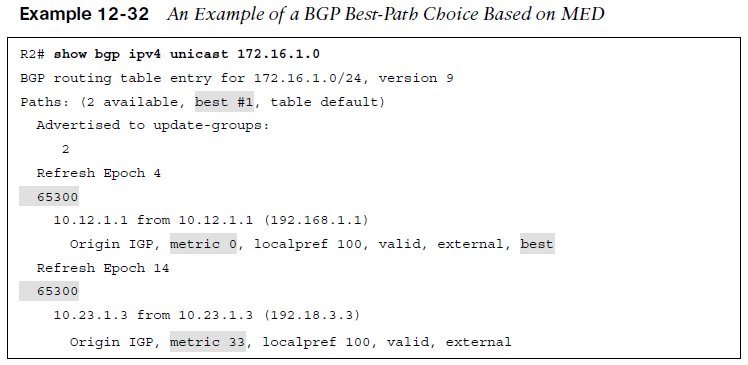 Example 12-32 An Example of a BGP Best-Path Choice Based on MED
R2# show bgp ipv4 unicast 172.16.1.0
BGP routing table entry for 172.16.1.0/24, version 9
Paths: (2 available, best #1, table default)
Advertised to update-groups:
2
Refresh Epoch 4
65300
10.12.1.1 from 10.12.1.1 (192.168.1.1)
Origin IGP, metric 0, localpref 100, valid, external, best
Refresh Epoch 14
65300
10.23.1.3 from 10.23.1.3 (192.18.3.3)
Origin IGP, metric 33, localpref 100, valid, external